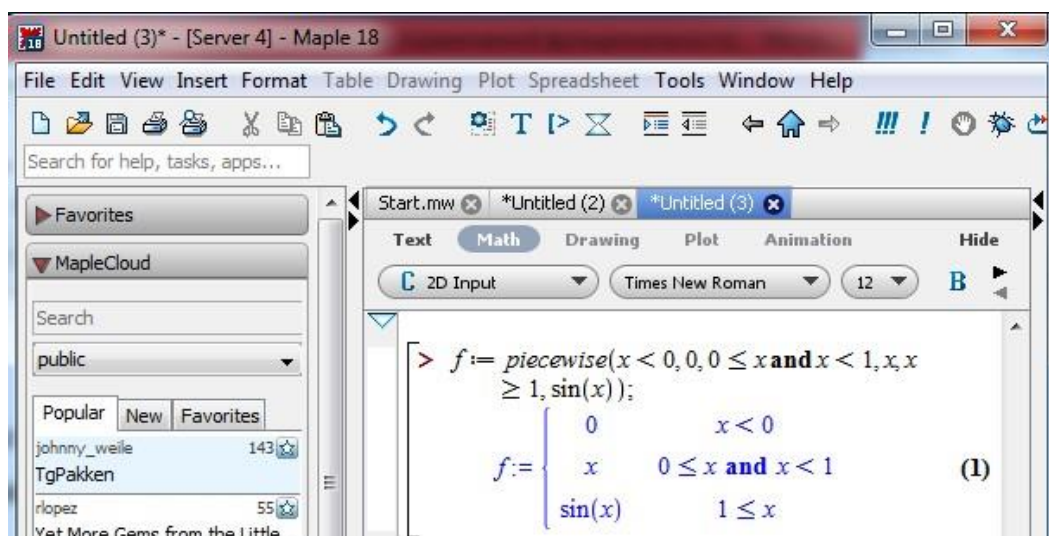 Untitled (3)* - [Server 4] - Maple 18
File Edit View Insert Format Table Drawing Plot Spreadsheet Tools Window Help
Search for help, tasks, apps...
Favorites
MapleCloud
Search
public
Popular New Favorites
johnny_weile 143
TgPakken
rlopez 55
Yet More Gems from the Little
Start.mw *Untitled (2) *Untitled (3)
Text Math Drawing Plot Animation Hide
C 2D Input Times New Roman 12 B
> f := piecewise(x < 0, 0, 0 ≤ x and x < 1, x, x
≥ 1, sin(x));
0 x < 0
f := { x 0 ≤ x and x < 1 (1)
sin(x) 1 ≤ x